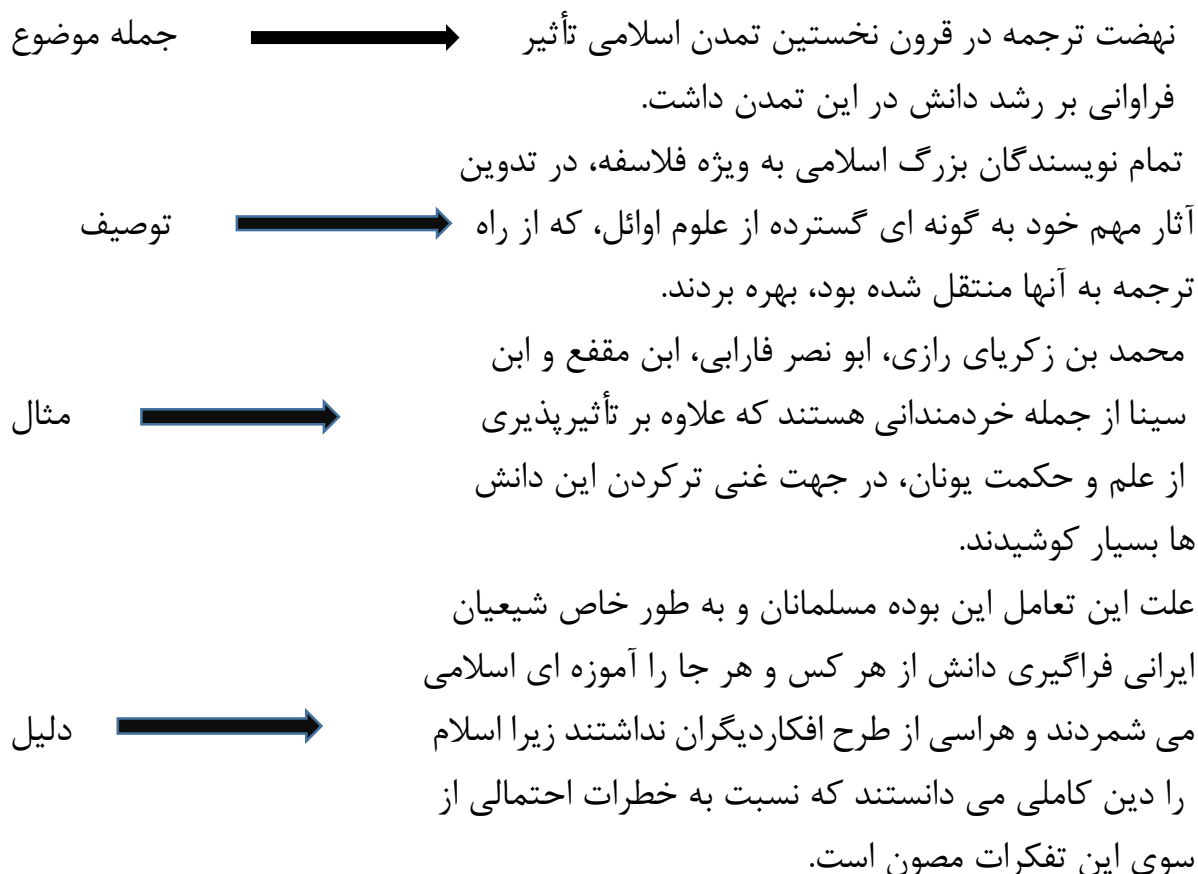 نهضت ترجمه در قرون نخستین تمدن اسلامی تأثیر جمله موضوع
فراوانی بر رشد دانش در این تمدن داشت.
تمام نویسندگان بزرگ اسلامی به ویژه فلاسفه، در تدوین
آثار مهم خود به گونه ای گسترده از علوم اوائل، که از راه توصیف
ترجمه به آنها منتقل شده بود، بهره بردند.
محمد بن زکریای رازی، ابو نصر فارابی، ابن مقفع و ابن
سینا از جمله خردمندانی هستند که علاوه بر تأثیرپذیری مثال
از علم و حکمت یونان، در جهت غنی ترکردن این دانش
ها بسیار کوشیدند.
علت این تعامل این بوده مسلمانان و به طور خاص شیعیان
ایرانی فراگیری دانش از هر کس و هر جا را آموزه ای اسلامی
می شمردند و هراسی از طرح افکاردیگران نداشتند زیرا اسلام دلیل
را دین کاملی می دانستند که نسبت به خطرات احتمالی از
سوی این تفکرات مصون است.